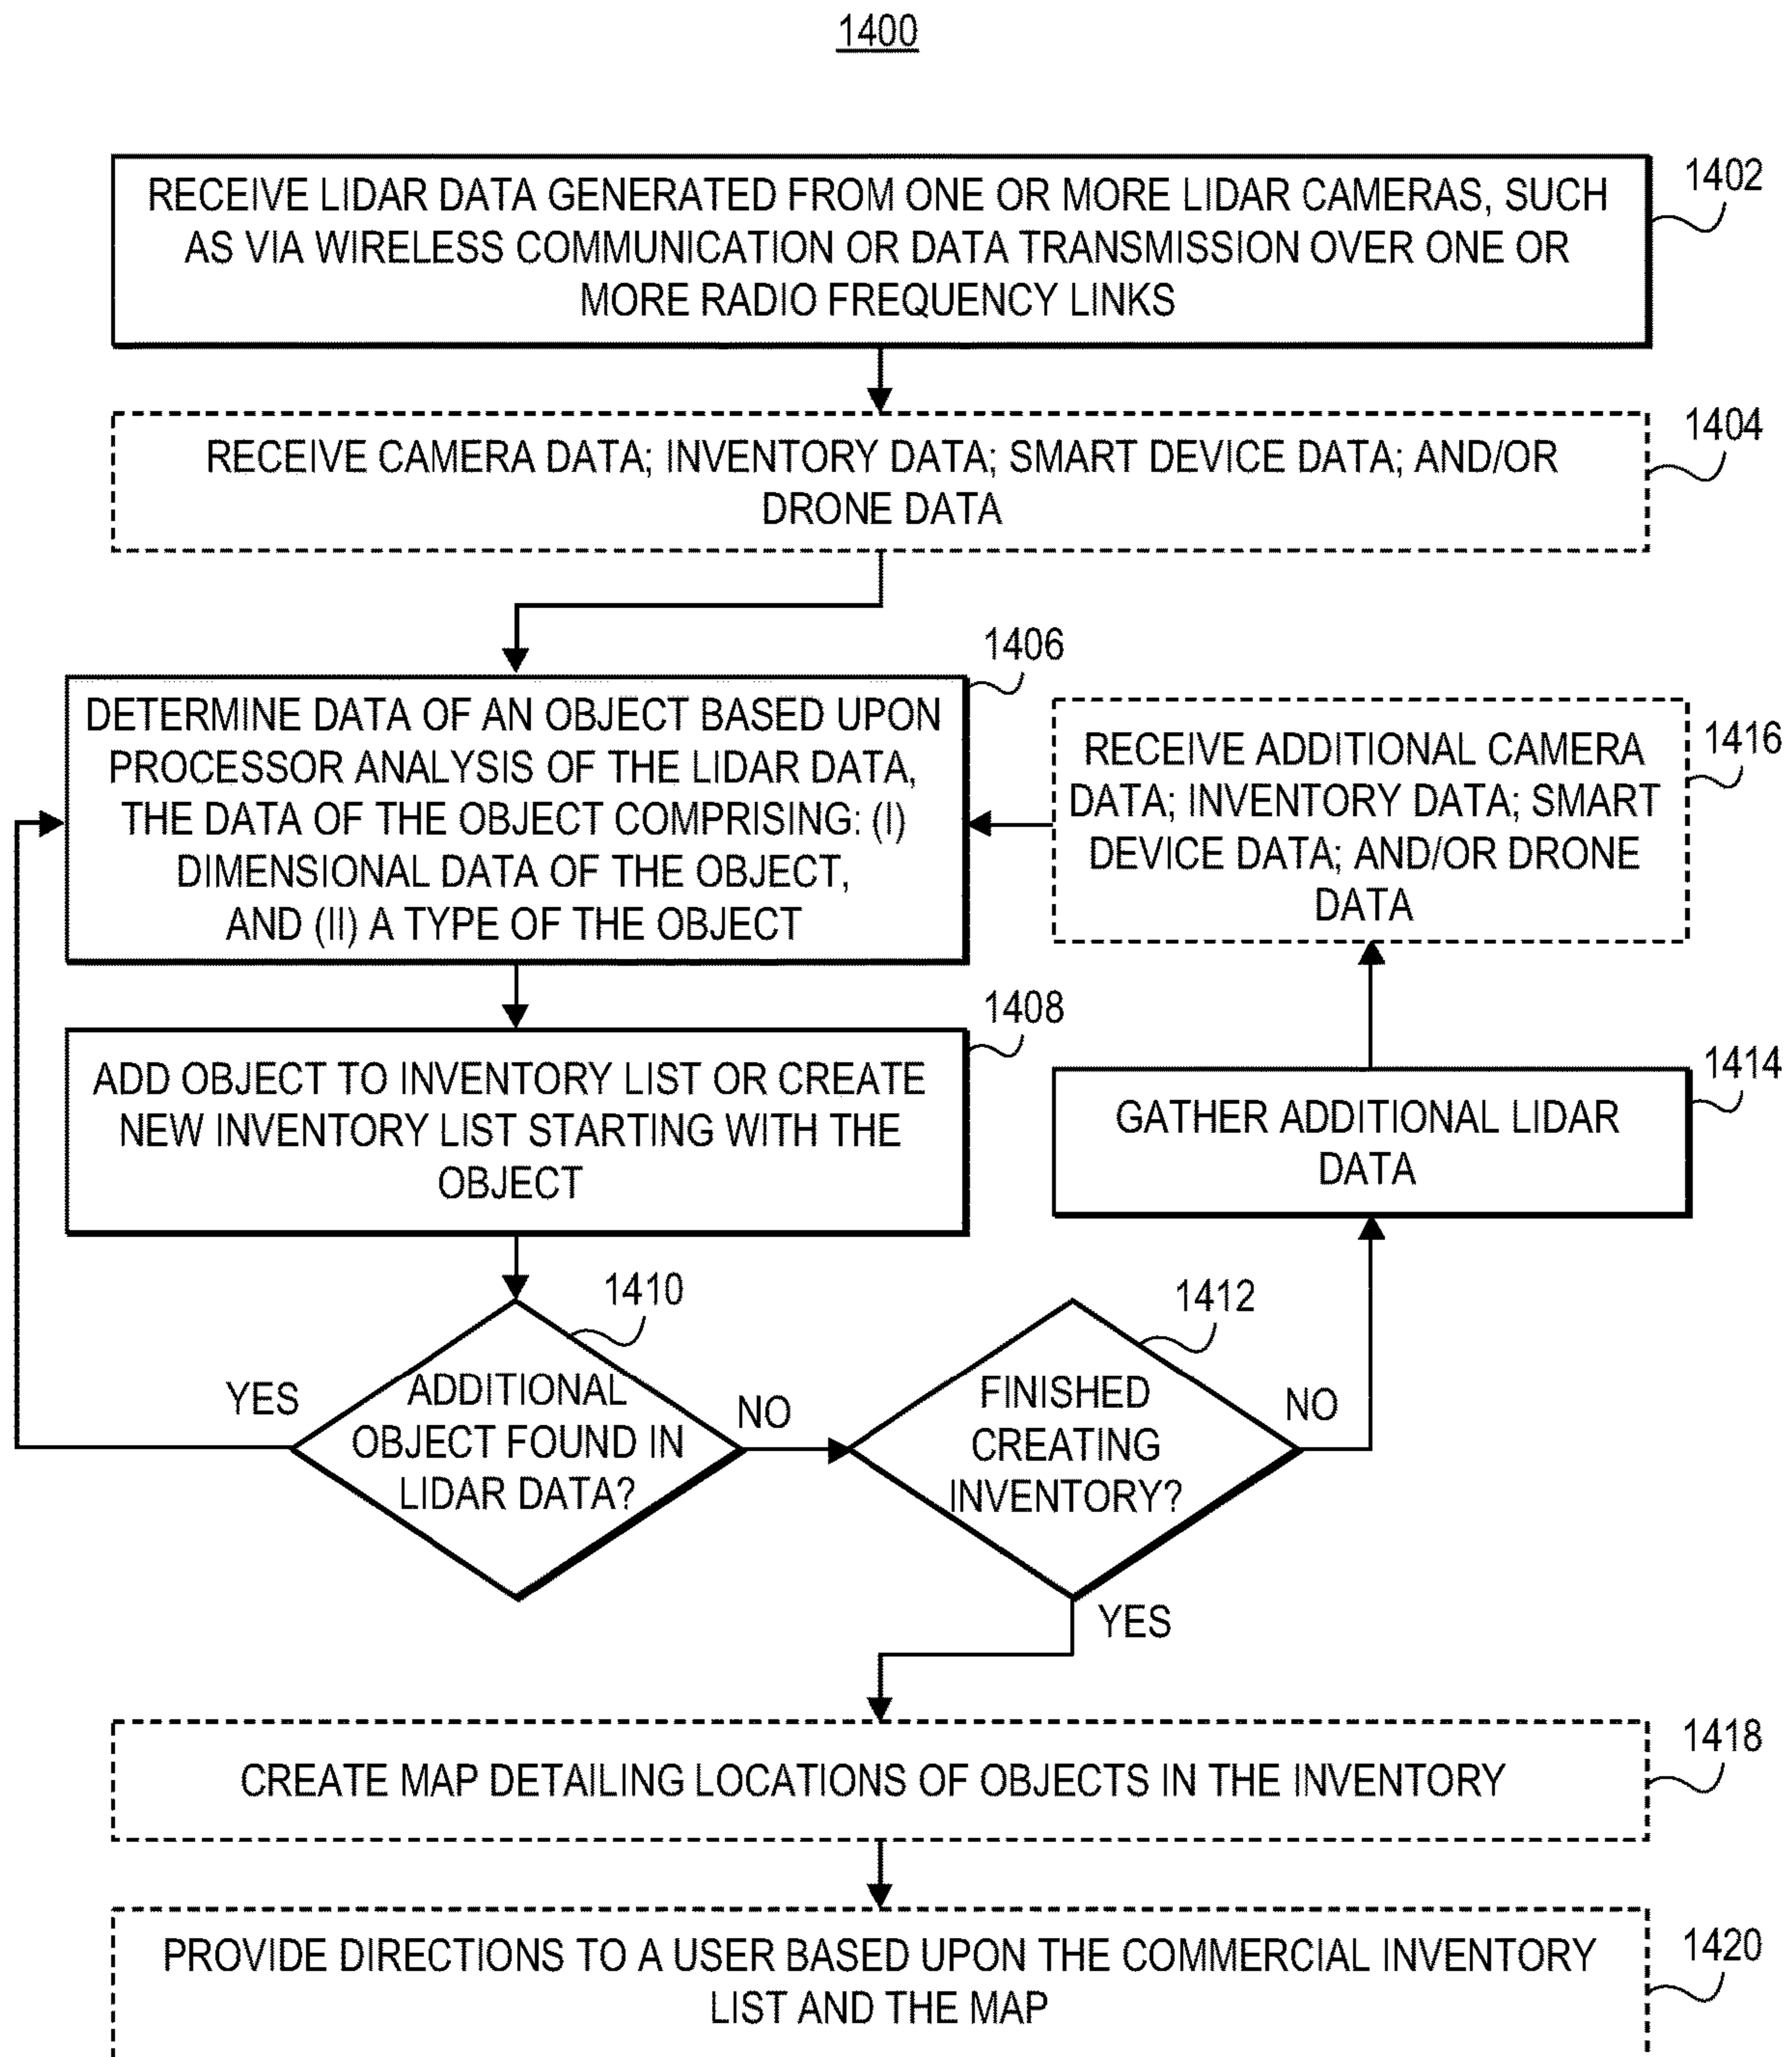 1400
RECEIVE LIDAR DATA GENERATED FROM ONE OR MORE LIDAR CAMERAS, SUCH
AS VIA WIRELESS COMMUNICATION OR DATA TRANSMISSION OVER ONE OR
MORE RADIO FREQUENCY LINKS
1402
RECEIVE CAMERA DATA; INVENTORY DATA; SMART DEVICE DATA; AND/OR
DRONE DATA
1404
DETERMINE DATA OF AN OBJECT BASED UPON
PROCESSOR ANALYSIS OF THE LIDAR DATA,
THE DATA OF THE OBJECT COMPRISING: (I)
DIMENSIONAL DATA OF THE OBJECT,
AND (II) A TYPE OF THE OBJECT
1406
RECEIVE ADDITIONAL CAMERA
DATA; INVENTORY DATA; SMART
DEVICE DATA; AND/OR DRONE
DATA
1416
ADD OBJECT TO INVENTORY LIST OR CREATE
NEW INVENTORY LIST STARTING WITH THE
OBJECT
1408
GATHER ADDITIONAL LIDAR
DATA
1414
YES
ADDITIONAL
OBJECT FOUND IN
LIDAR DATA?
1410
NO
FINISHED
CREATING
INVENTORY?
1412
NO
YES
CREATE MAP DETAILING LOCATIONS OF OBJECTS IN THE INVENTORY
1418
PROVIDE DIRECTIONS TO A USER BASED UPON THE COMMERCIAL INVENTORY
LIST AND THE MAP
1420